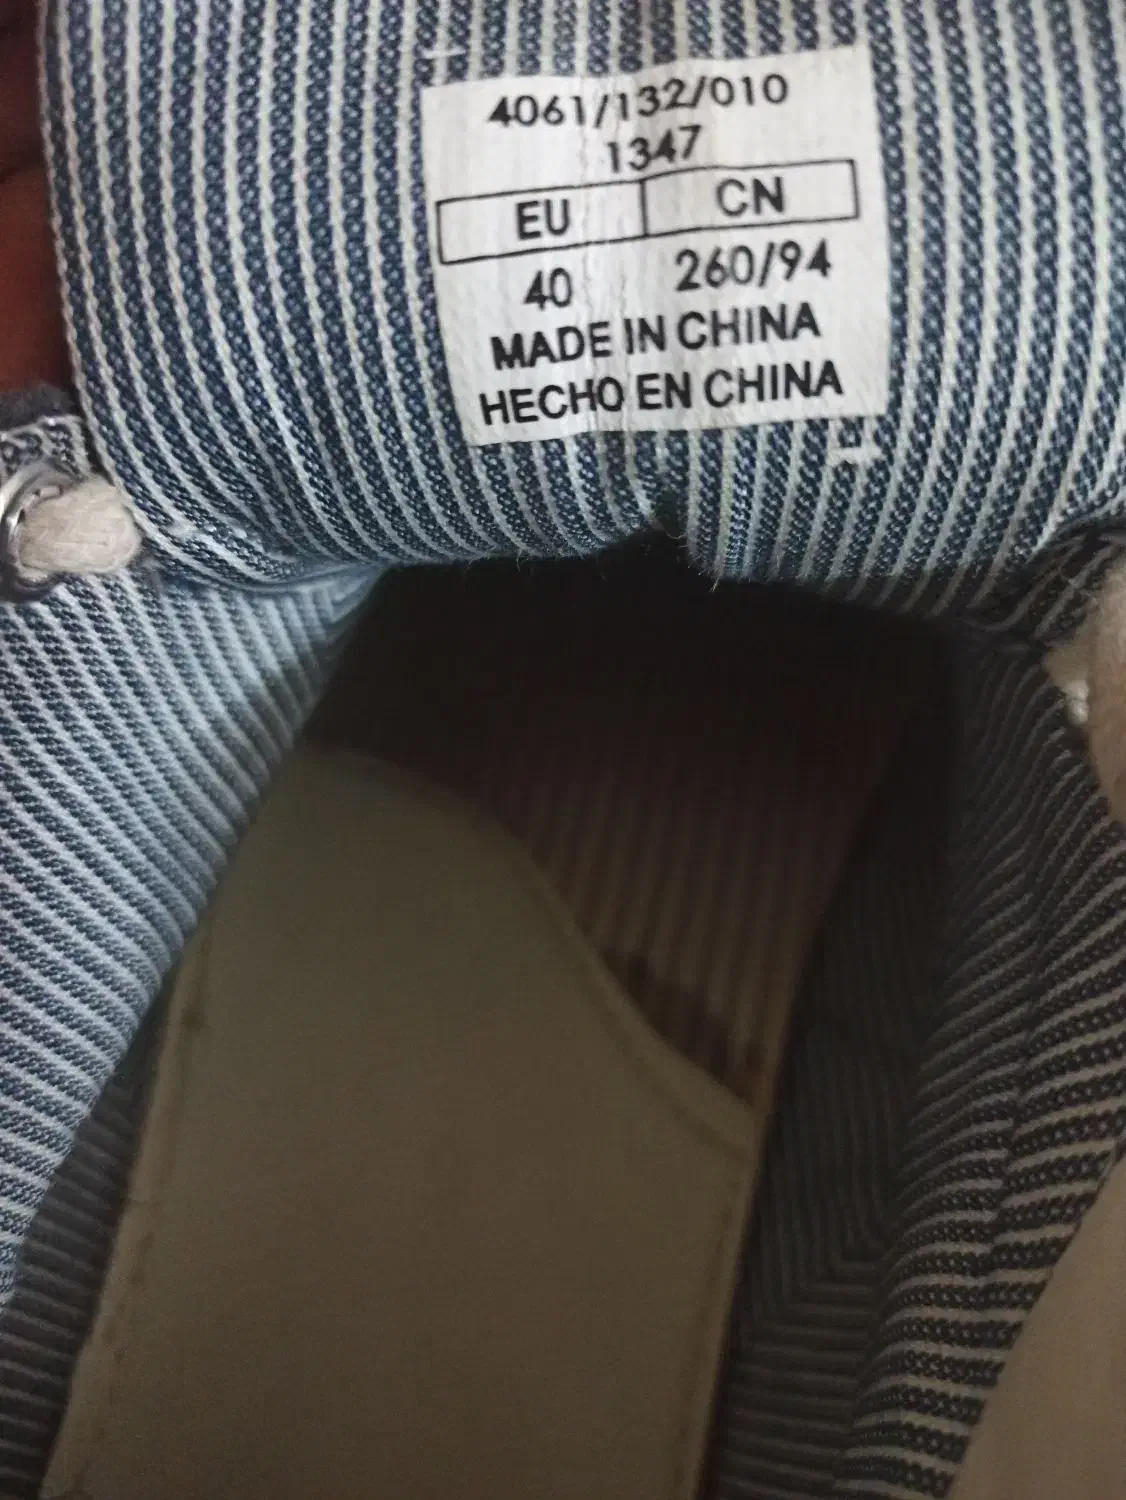 4061/132/010
1347
EU CN
40 260/94
MADE IN CHINA
HECHO EN CHINA